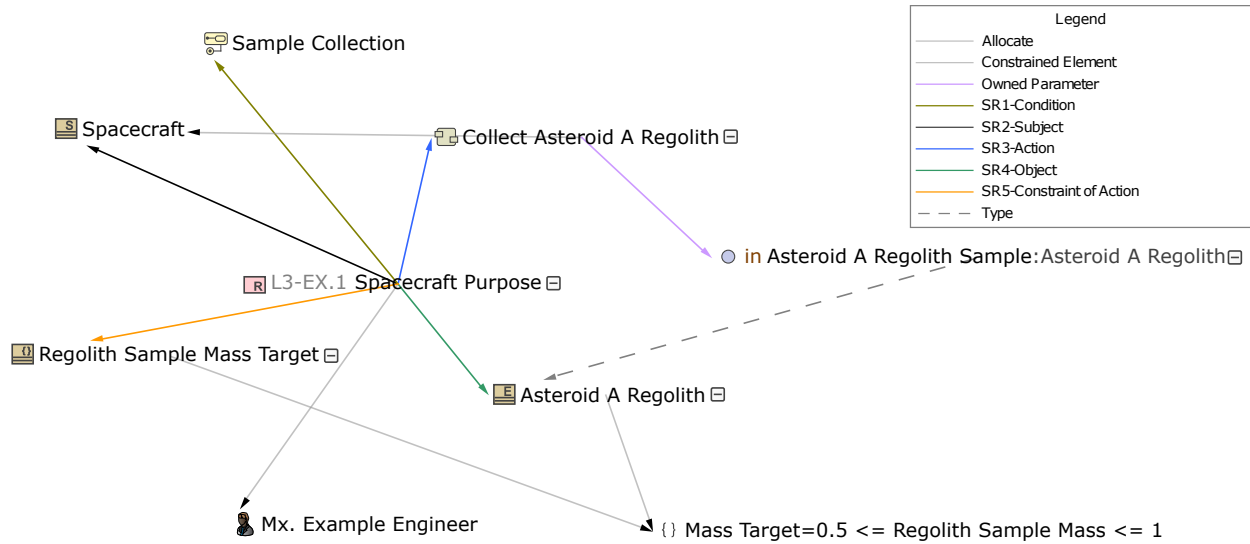 Legend
Allocate
Constrained Element
Owned Parameter
SR1-Condition
SR2-Subject
SR3-Action
SR4-Object
SR5-Constraint of Action
Type
Sample Collection
S
Spacecraft
Collect Asteroid A Regolith
in Asteroid A Regolith Sample:Asteroid A Regolith
R
L3-EX.1 Spacecraft Purpose
{}
Regolith Sample Mass Target
E
Asteroid A Regolith
Mx. Example Engineer
{} Mass Target=0.5 <= Regolith Sample Mass <= 1